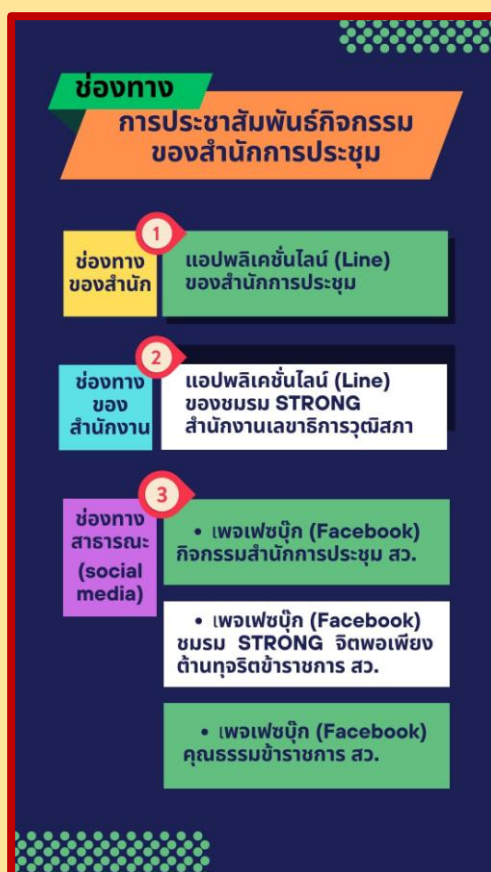 ช่องทาง
การประชาสัมพันธ์กิจกรรม
ของสำนักการประชุม
1
ช่องทาง
ของสำนัก
แอปพลิเคชั่นไลน์ (Line)
ของสำนักการประชุม
2
ช่องทาง
ของ
สำนักงาน
แอปพลิเคชั่นไลน์ (Line)
ของชมรม STRONG
สำนักงานเลขาธิการวุฒิสภา
3
ช่องทาง
สาธารณะ
(social
media)
• เพจเฟซบุ๊ก (Facebook)
กิจกรรมสำนักการประชุม สว.
• เพจเฟซบุ๊ก (Facebook)
ชมรม STRONG จิตพอเพียง
ต้านทุจริตข้าราชการ สว.
• เพจเฟซบุ๊ก (Facebook)
คุณธรรมข้าราชการ สว.